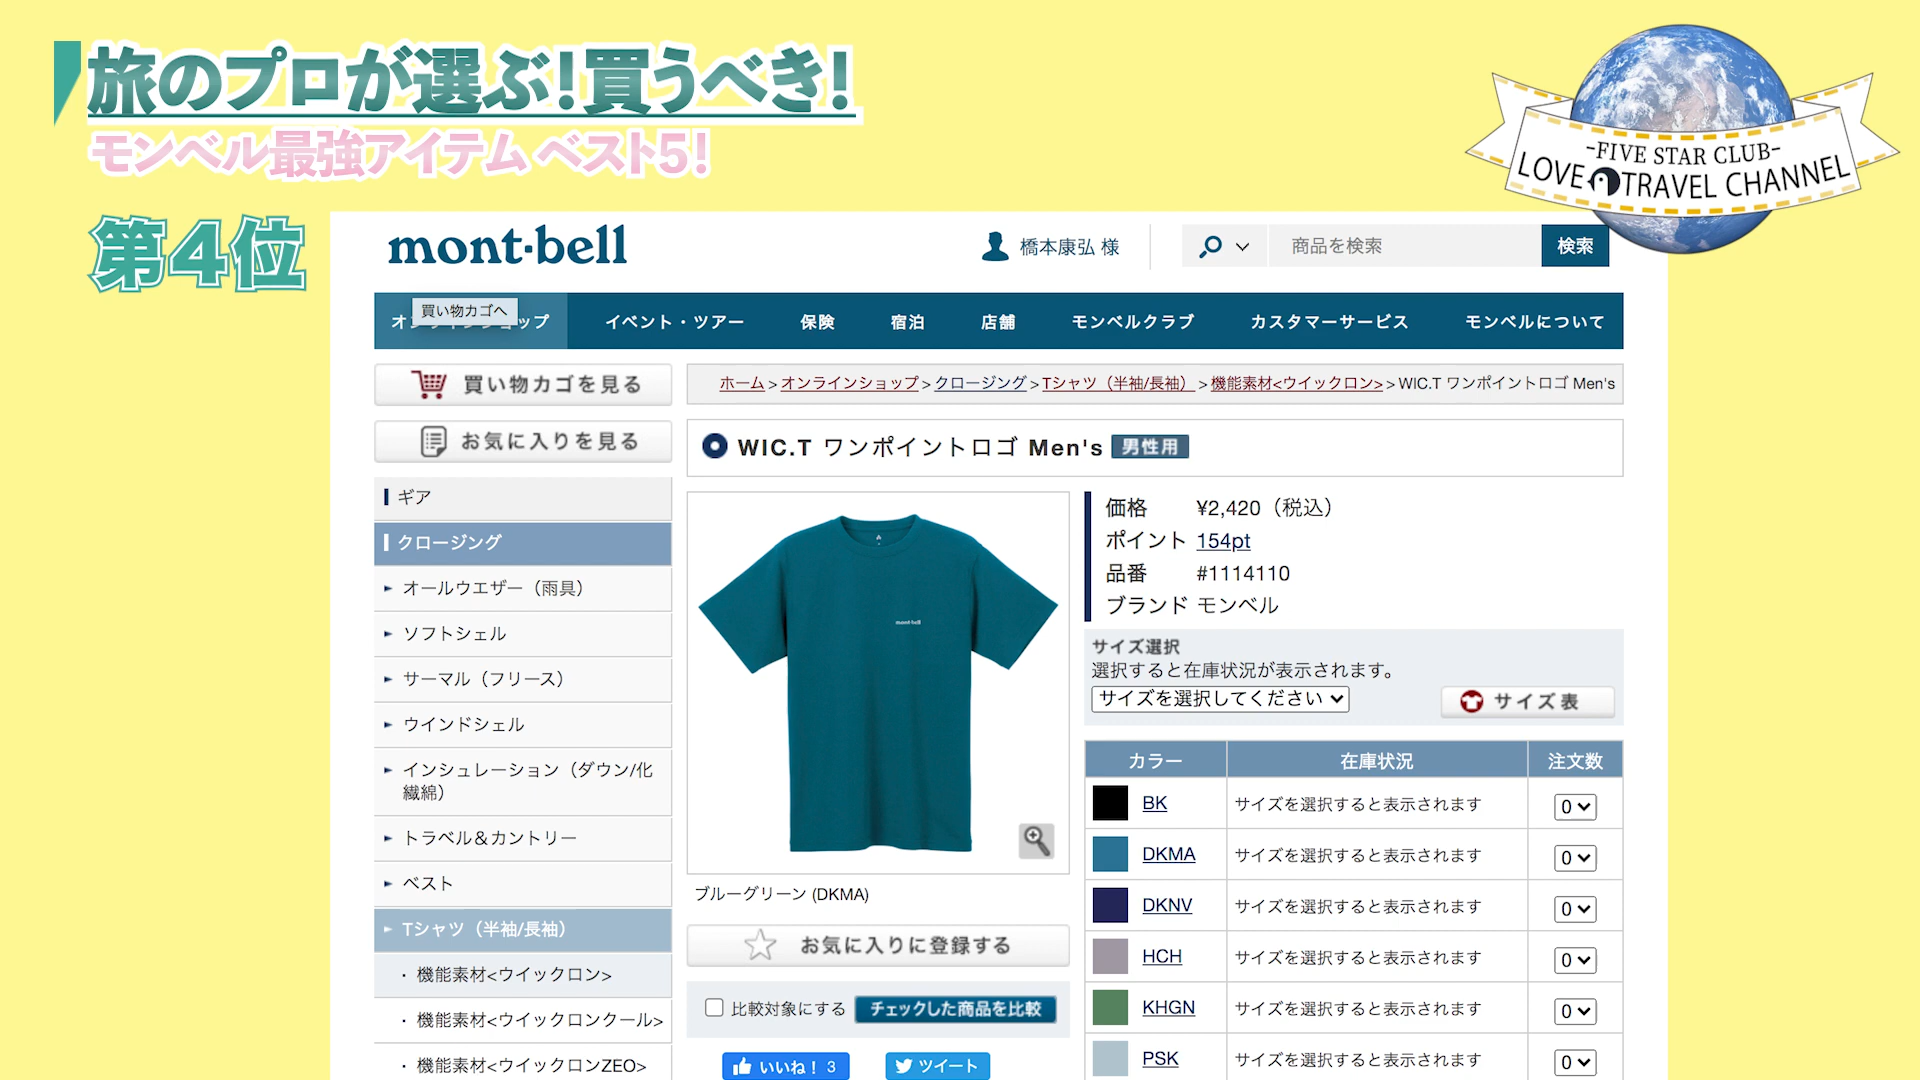 旅のプロが選ぶ!買うべき!
モンベル最強アイテム ベスト5!
-FIVE STAR CLUB-
LOVE TRAVEL CHANNEL
第4位
mont-bell
橋本康弘 様
商品を検索
検索
買い物カゴへ
イベント・ツアー
保険
宿泊
店舗
モンベルクラブ
カスタマーサービス
モンベルについて
買い物カゴを見る
お気に入りを見る
ホーム > オンラインショップ > クロージング > Tシャツ（半袖/長袖） > 機能素材<ウイックロン> > WIC.T ワンポイントロゴ Men's
WIC.T ワンポイントロゴ Men's 男性用
ギア
クロージング
オールウエザー（雨具）
ソフトシェル
サーマル（フリース）
ウインドシェル
インシュレーション（ダウン/化
繊綿）
トラベル＆カントリー
ベスト
Tシャツ（半袖/長袖）
・機能素材<ウイックロン>
・機能素材<ウイックロンクール>
・機能素材<ウイックロンZEO>
mont-bell
ブルーグリーン (DKMA)
お気に入りに登録する
比較対象にする
チェックした商品を比較
いいね！ 3
ツイート
価格 ¥2,420（税込）
ポイント 154pt
品番 #1114110
ブランド モンベル
サイズ選択
選択すると在庫状況が表示されます。
サイズを選択してください
サイズ表
カラー 在庫状況 注文数
BK サイズを選択すると表示されます 0
DKMA サイズを選択すると表示されます 0
DKNV サイズを選択すると表示されます 0
HCH サイズを選択すると表示されます 0
KHGN サイズを選択すると表示されます 0
PSK サイズを選択すると表示されます 0